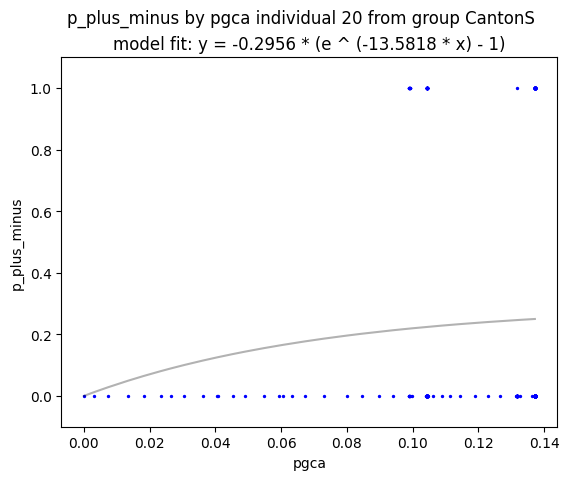 p_plus_minus by pgca individual 20 from group CantonS
model fit: y = -0.2956 * (e ^ (-13.5818 * x) - 1)
1.0
0.8
0.6
0.4
0.2
0.0
p_plus_minus
0.00 0.02 0.04 0.06 0.08 0.10 0.12 0.14
pgca